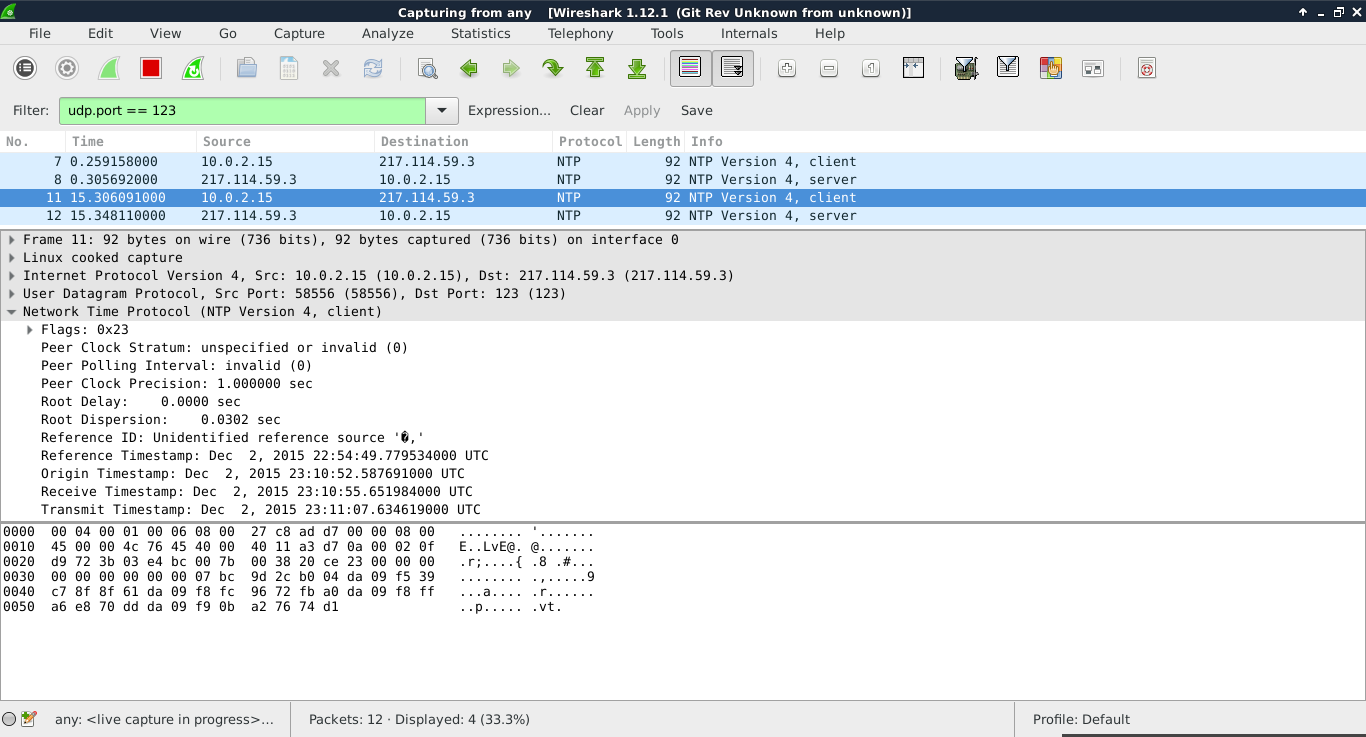 Capturing from any   [Wireshark 1.12.1  (Git Rev Unknown from unknown)]
File Edit View Go Capture Analyze Statistics Telephony Tools Internals Help
Filter: udp.port == 123 Expression... Clear Apply Save
No. Time Source Destination Protocol Length Info
7 0.259158000 10.0.2.15 217.114.59.3 NTP 92 NTP Version 4, client
8 0.305692000 217.114.59.3 10.0.2.15 NTP 92 NTP Version 4, server
11 15.306091000 10.0.2.15 217.114.59.3 NTP 92 NTP Version 4, client
12 15.348110000 217.114.59.3 10.0.2.15 NTP 92 NTP Version 4, server
Frame 11: 92 bytes on wire (736 bits), 92 bytes captured (736 bits) on interface 0
Linux cooked capture
Internet Protocol Version 4, Src: 10.0.2.15 (10.0.2.15), Dst: 217.114.59.3 (217.114.59.3)
User Datagram Protocol, Src Port: 58556 (58556), Dst Port: 123 (123)
Network Time Protocol (NTP Version 4, client)
Flags: 0x23
Peer Clock Stratum: unspecified or invalid (0)
Peer Polling Interval: invalid (0)
Peer Clock Precision: 1.000000 sec
Root Delay:    0.0000 sec
Root Dispersion:    0.0302 sec
Reference ID: Unidentified reference source '�,'
Reference Timestamp: Dec  2, 2015 22:54:49.779534000 UTC
Origin Timestamp: Dec  2, 2015 23:10:52.587691000 UTC
Receive Timestamp: Dec  2, 2015 23:10:55.651984000 UTC
Transmit Timestamp: Dec  2, 2015 23:11:07.634619000 UTC
0000  00 04 00 01 00 06 08 00  27 c8 ad d7 00 00 08 00   ........ '.......
0010  45 00 00 4c 76 45 40 00  40 11 a3 d7 0a 00 02 0f   E..LvE@. @.......
0020  d9 72 3b 03 e4 bc 00 7b  00 38 20 ce 23 00 00 00   .r;....{ .8 .#...
0030  00 00 00 00 00 00 07 bc  9d 2c b0 04 da 09 f5 39   ........ .,.....9
0040  c7 8f 8f 61 da 09 f8 fc  96 72 fb a0 da 09 f8 ff   ...a.... .r......
0050  a6 e8 70 dd da 09 f9 0b  a2 76 74 d1   ..p..... .vt.
any: <live capture in progress>... Packets: 12 · Displayed: 4 (33.3%) Profile: Default